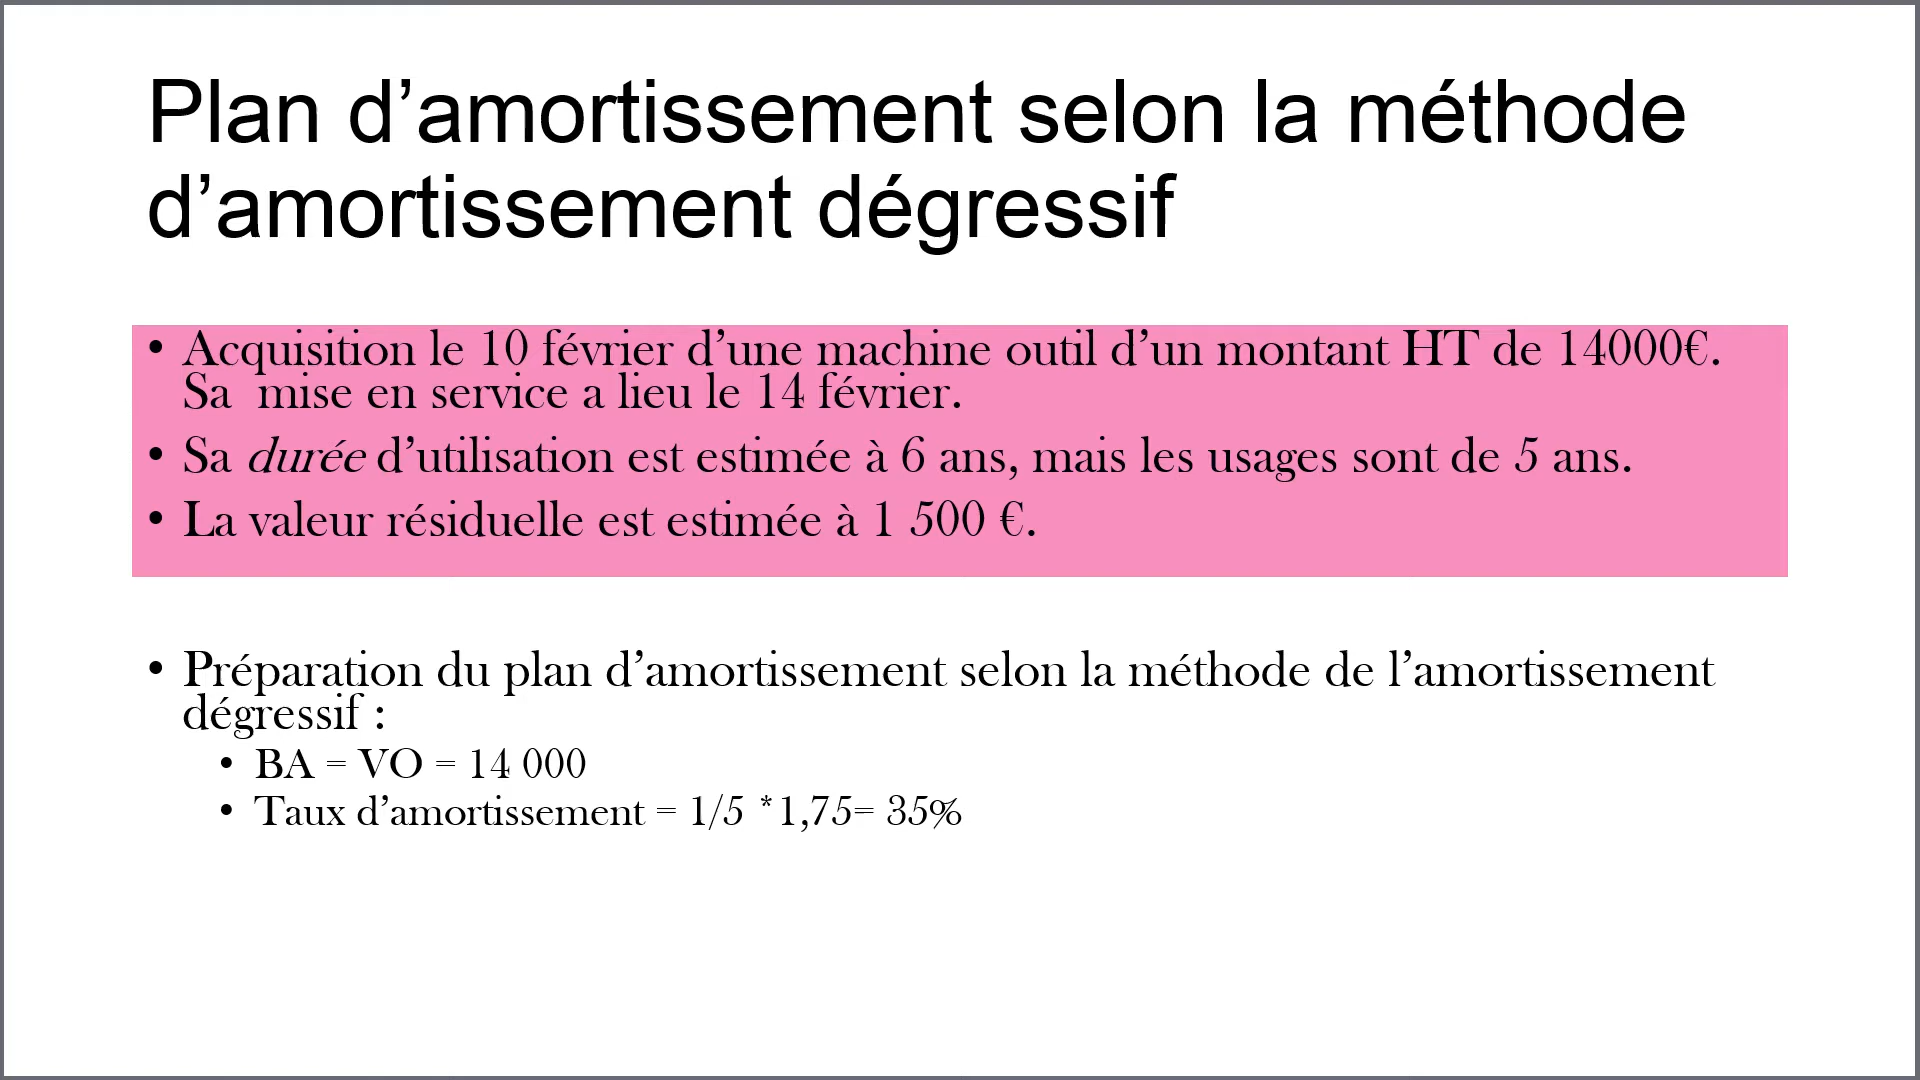 Plan d’amortissement selon la méthode
d’amortissement dégressif
• Acquisition le 10 février d’une machine outil d’un montant HT de 14000€.
Sa mise en service a lieu le 14 février.
• Sa durée d’utilisation est estimée à 6 ans, mais les usages sont de 5 ans.
• La valeur résiduelle est estimée à 1 500 €.
• Préparation du plan d’amortissement selon la méthode de l’amortissement
dégressif :
• BA = VO = 14 000
• Taux d’amortissement = 1/5 *1,75= 35%